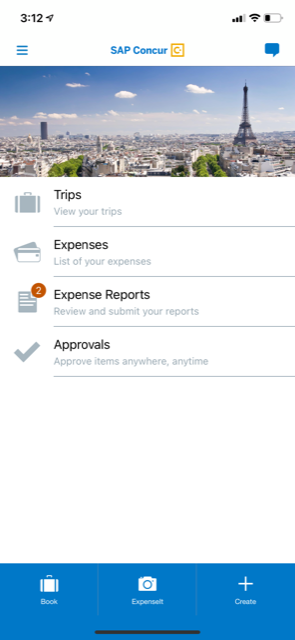 3:12
SAP Concur C.
Trips
View your trips
Expenses
List of your expenses
2
Expense Reports
Review and submit your reports
Approvals
Approve items anywhere, anytime
Book
ExpenseIt
Create